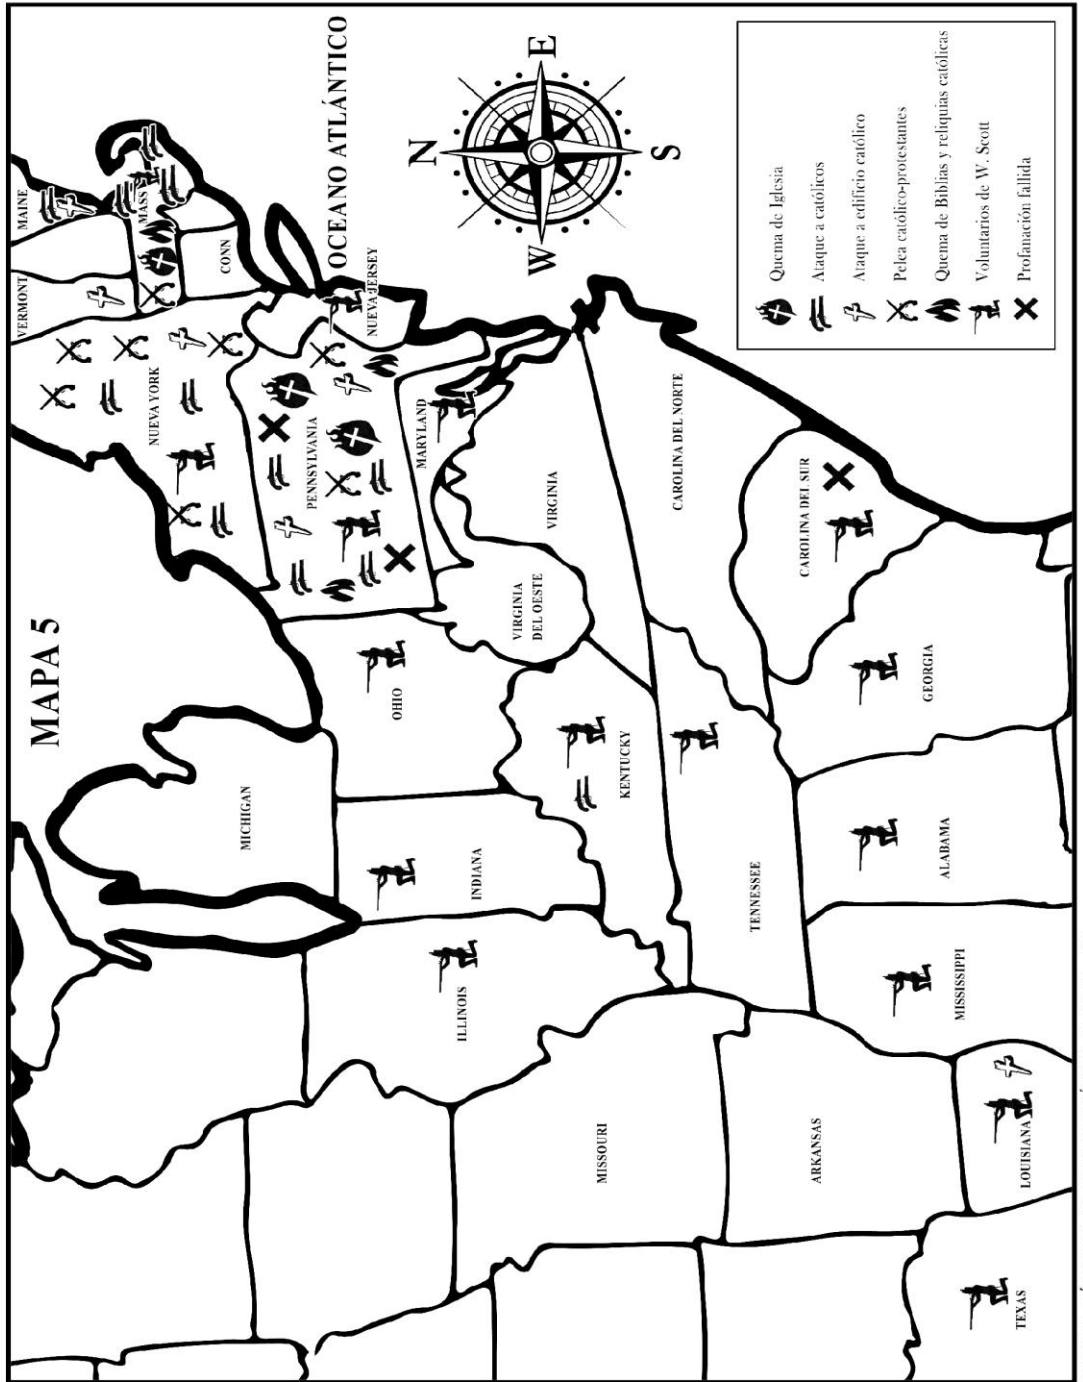 MAPA 5
MAINE
VERMONT
MASS
CONN
NUEVA YORK
OCEANO ATLÁNTICO
NUEVA JERSEY
PENNSYLVANIA
MARYLAND
MICHIGAN
OHIO
INDIANA
ILLINOIS
VIRGINIA
DEL OESTE
VIRGINIA
KENTUCKY
CAROLINA DEL NORTE
TENNESSEE
CAROLINA DEL SUR
MISSOURI
ARKANSAS
GEORGIA
ALABAMA
MISSISSIPPI
LOUISIANA
TEXAS
N
E
S
W
Quema de Iglesia
Ataque a católicos
Ataque a edificio católico
Pelea católico-protestantes
Quema de Biblias y reliquias católicas
Voluntarios de W. Scott
Profanación fallida